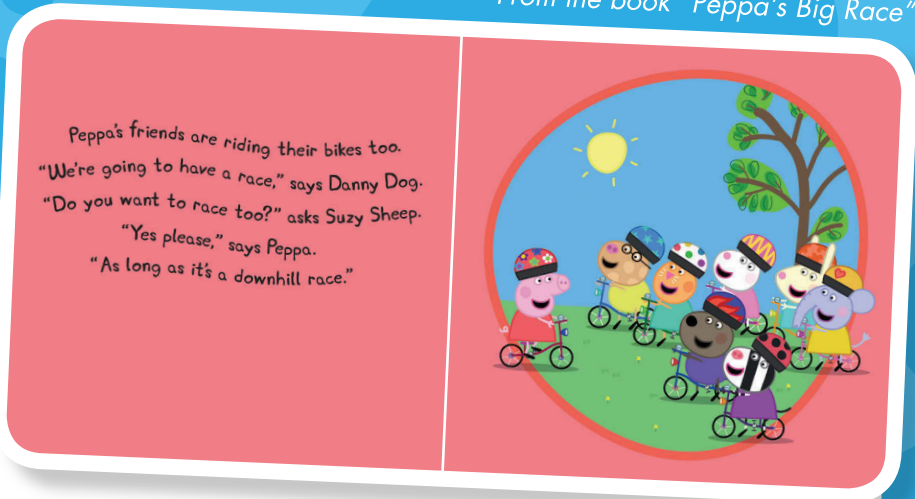 From the book "Peppa's Big Race"
Peppa's friends are riding their bikes too.
"We're going to have a race," says Danny Dog.
"Do you want to race too?" asks Suzy Sheep.
"Yes please," says Peppa.
"As long as it's a downhill race."